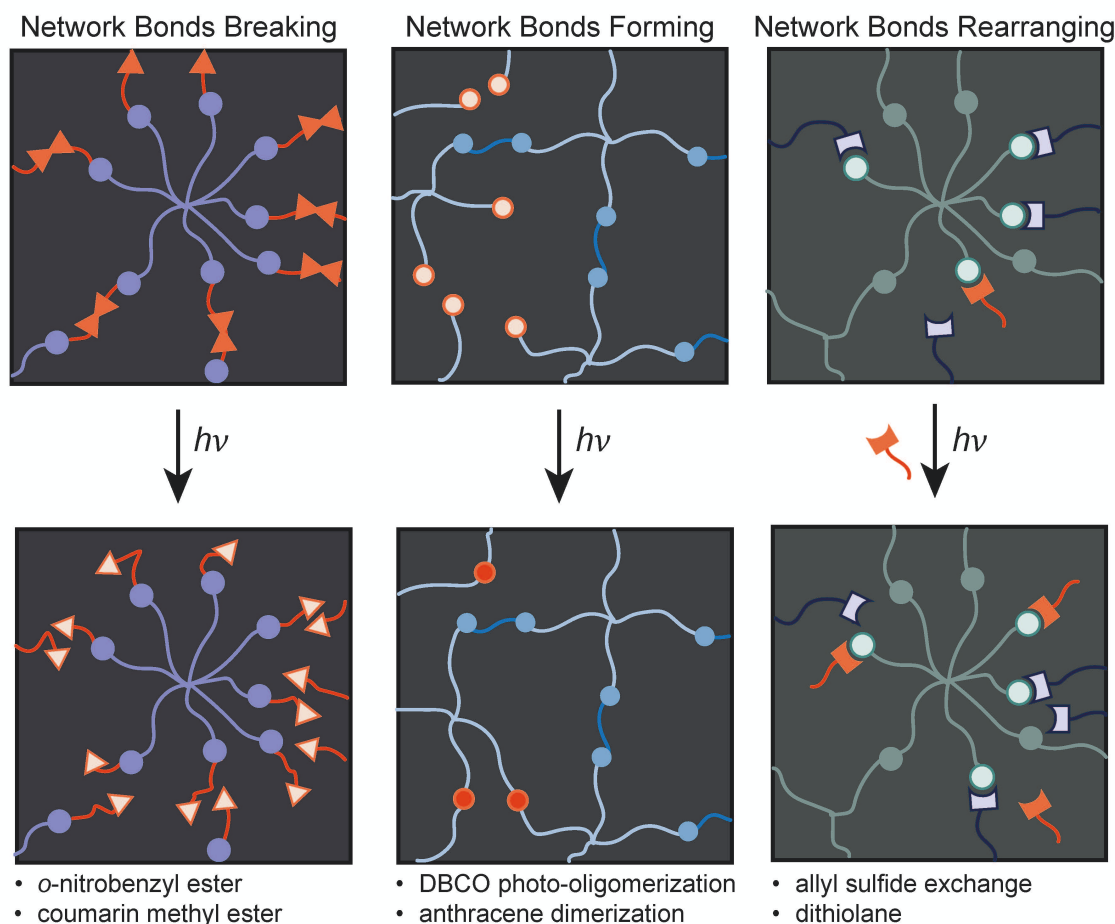 Network Bonds Breaking
Network Bonds Forming
Network Bonds Rearranging
hν
hν
hν
• o-nitrobenzyl ester
• coumarin methyl ester
• DBCO photo-oligomerization
• anthracene dimerization
• allyl sulfide exchange
• dithiolane